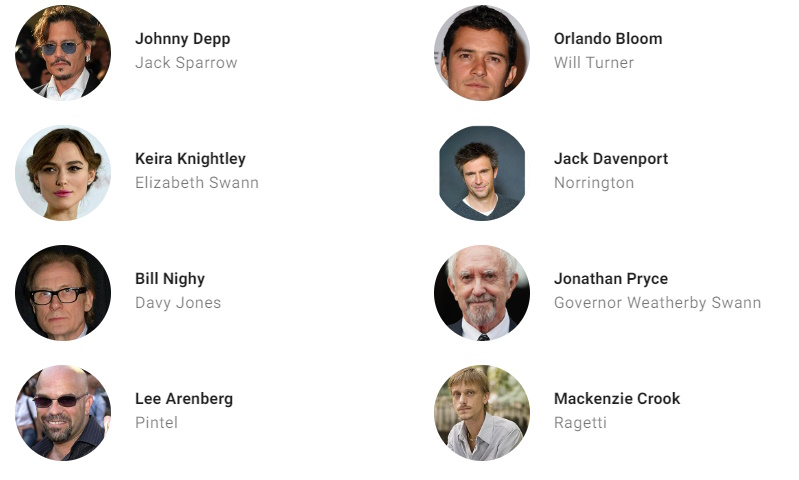 Johnny Depp
Jack Sparrow
Orlando Bloom
Will Turner
Keira Knightley
Elizabeth Swann
Jack Davenport
Norrington
Bill Nighy
Davy Jones
Jonathan Pryce
Governor Weatherby Swann
Lee Arenberg
Pintel
Mackenzie Crook
Ragetti